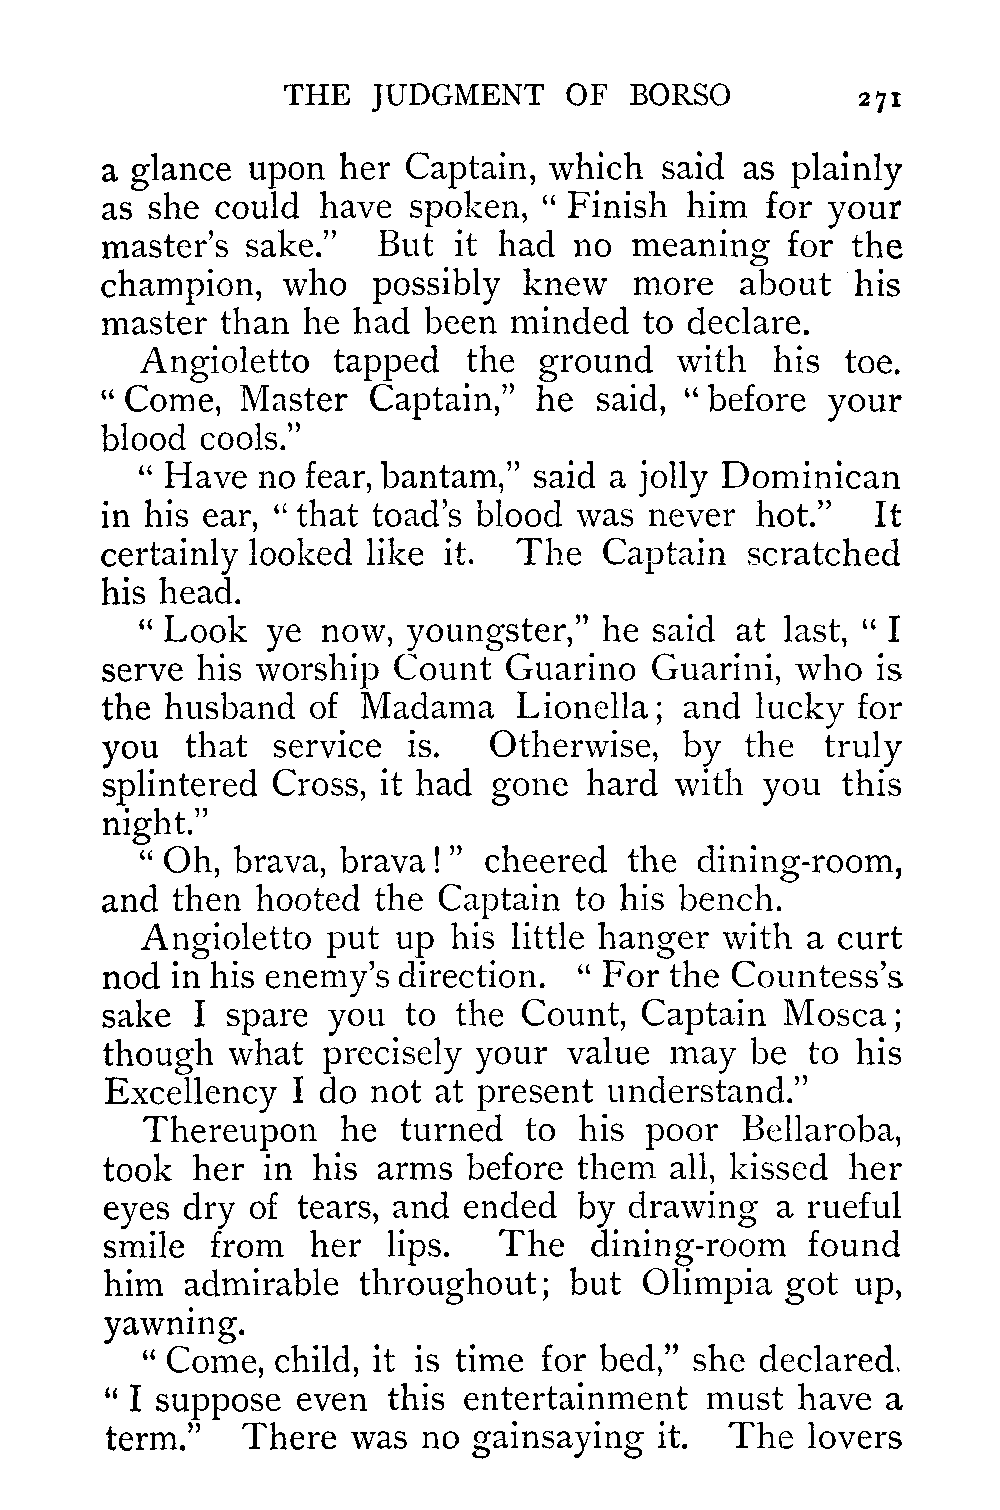 THE JUDGMENT OF BORSO 271
a glance upon her Captain, which said as plainly
as she could have spoken, “ Finish him for your
master’s sake.” But it had no meaning for the
champion, who possibly knew more about his
master than he had been minded to declare.
Angioletto tapped the ground with his toe.
“ Come, Master Captain,” he said, “ before your
blood cools.”
“ Have no fear, bantam,” said a jolly Dominican
in his ear, “ that toad’s blood was never hot.” It
certainly looked like it. The Captain scratched
his head.
“ Look ye now, youngster,” he said at last, “ I
serve his worship Count Guarino Guarini, who is
the husband of Madama Lionella; and lucky for
you that service is. Otherwise, by the truly
splintered Cross, it had gone hard with you this
night.”
“ Oh, brava, brava ! ” cheered the dining-room,
and then hooted the Captain to his bench.
Angioletto put up his little hanger with a curt
nod in his enemy’s direction. “ For the Countess’s
sake I spare you to the Count, Captain Mosca;
though what precisely your value may be to his
Excellency I do not at present understand.”
Thereupon he turned to his poor Bellaroba,
took her in his arms before them all, kissed her
eyes dry of tears, and ended by drawing a rueful
smile from her lips. The dining-room found
him admirable throughout; but Olimpia got up,
yawning.
“ Come, child, it is time for bed,” she declared.
“ I suppose even this entertainment must have a
term.” There was no gainsaying it. The lovers